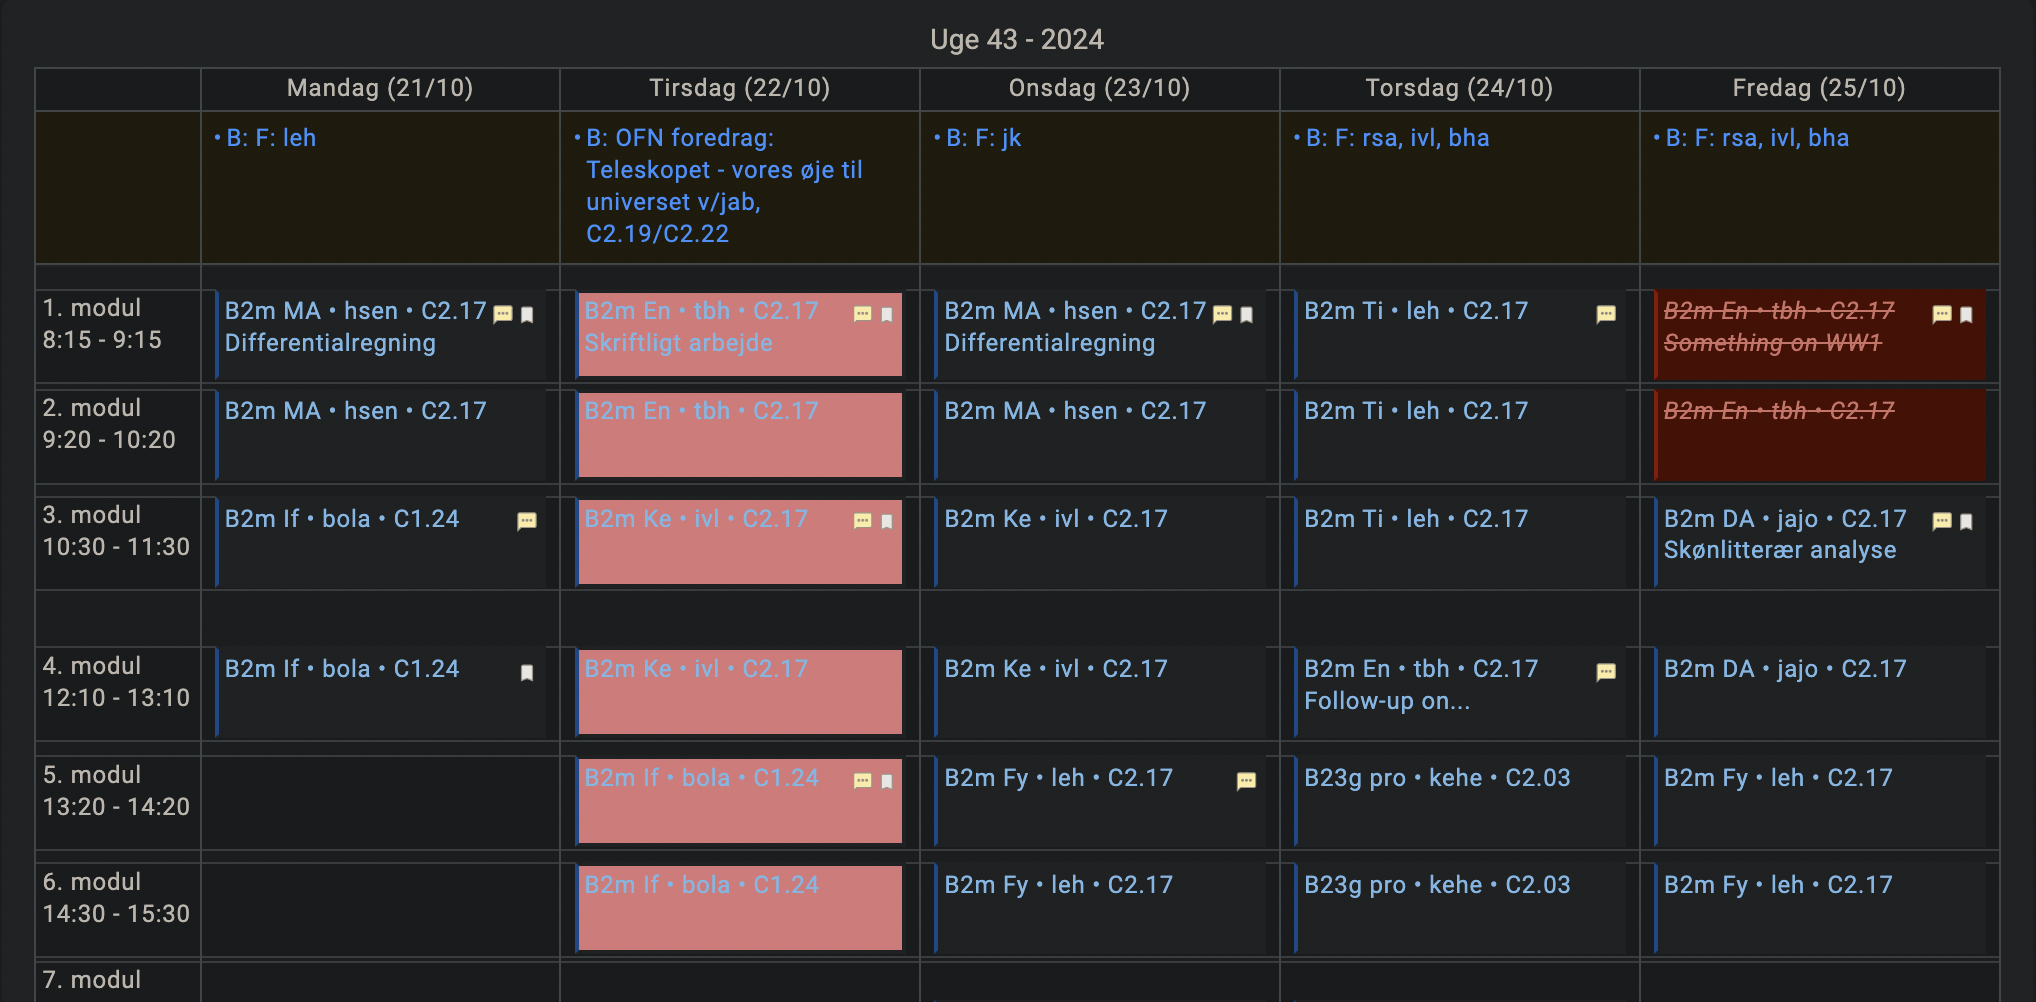 Uge 43 - 2024
Mandag (21/10)
Tirsdag (22/10)
Onsdag (23/10)
Torsdag (24/10)
Fredag (25/10)
• B: F: leh
• B: OFN foredrag:
Teleskopet - vores øje til
universet v/jab,
C2.19/C2.22
• B: F: jk
• B: F: rsa, ivl, bha
• B: F: rsa, ivl, bha
1. modul
8:15 - 9:15
B2m MA • hsen • C2.17
Differentialregning
B2m En • tbh • C2.17
Skriftligt arbejde
B2m MA • hsen • C2.17
Differentialregning
B2m Ti • leh • C2.17
B2m En • tbh • C2.17
Something on WW1
2. modul
9:20 - 10:20
B2m MA • hsen • C2.17
B2m En • tbh • C2.17
B2m MA • hsen • C2.17
B2m Ti • leh • C2.17
B2m En • tbh • C2.17
3. modul
10:30 - 11:30
B2m If • bola • C1.24
B2m Ke • ivl • C2.17
B2m Ke • ivl • C2.17
B2m Ti • leh • C2.17
B2m DA • jajo • C2.17
Skønlitterær analyse
4. modul
12:10 - 13:10
B2m If • bola • C1.24
B2m Ke • ivl • C2.17
B2m Ke • ivl • C2.17
B2m En • tbh • C2.17
Follow-up on...
B2m DA • jajo • C2.17
5. modul
13:20 - 14:20
B2m If • bola • C1.24
B2m Fy • leh • C2.17
B23g pro • kehe • C2.03
B2m Fy • leh • C2.17
6. modul
14:30 - 15:30
B2m If • bola • C1.24
B2m Fy • leh • C2.17
B23g pro • kehe • C2.03
B2m Fy • leh • C2.17
7. modul